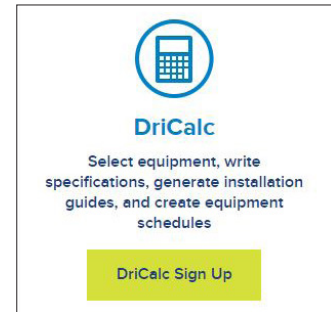 DriCalc
Select equipment, write
specifications, generate installation
guides, and create equipment
schedules
DriCalc Sign Up